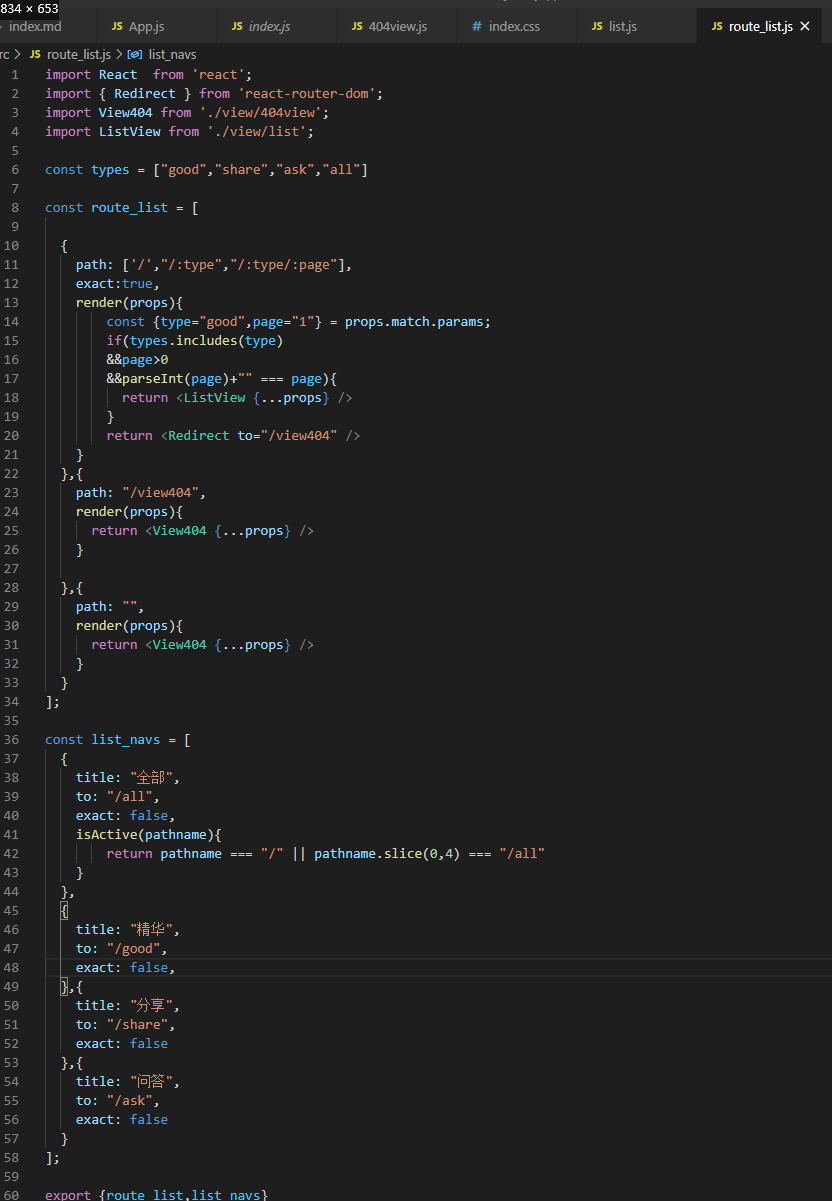 834 × 653
index.md JS App.js JS index.js JS 404view.js # index.css JS list.js JS route_list.js ×
rc > JS route_list.js > list_navs
1 import React  from 'react';
2 import { Redirect } from 'react-router-dom';
3 import View404 from './view/404view';
4 import ListView from './view/list';
5
6 const types = ["good","share","ask","all"]
7
8 const route_list = [
9
10 {
11 path: ['/',"/:type","/:type/:page"],
12 exact:true,
13 render(props){
14 const {type="good",page="1"} = props.match.params;
15 if(types.includes(type)
16 &&page>0
17 &&parseInt(page)+"" === page){
18 return <ListView {...props} />
19 }
20 return <Redirect to="/view404" />
21 }
22 },{
23 path: "/view404",
24 render(props){
25 return <View404 {...props} />
26 }
27
28 },{
29 path: "",
30 render(props){
31 return <View404 {...props} />
32 }
33 }
34 ];
35
36 const list_navs = [
37 {
38 title: "全部",
39 to: "/all",
40 exact: false,
41 isActive(pathname){
42 return pathname === "/" || pathname.slice(0,4) === "/all"
43 }
44 },
45 {
46 title: "精华",
47 to: "/good",
48 exact: false,
49 },{
50 title: "分享",
51 to: "/share",
52 exact: false
53 },{
54 title: "问答",
55 to: "/ask",
56 exact: false
57 }
58 ];
59
60 export {route_list,list_navs}